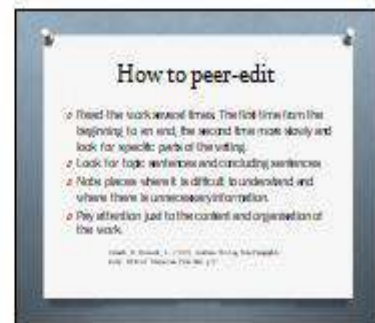 How to peer-edit
Read the work several times. The first time from the
beginning to an end, the second time more slowly and
look for specific parts of the writing.
Look for topic sentences and concluding sentences
Note places where it is difficult to understand and
where there is unnecessary information.
Pay attention just to the content and organisation of
the work.